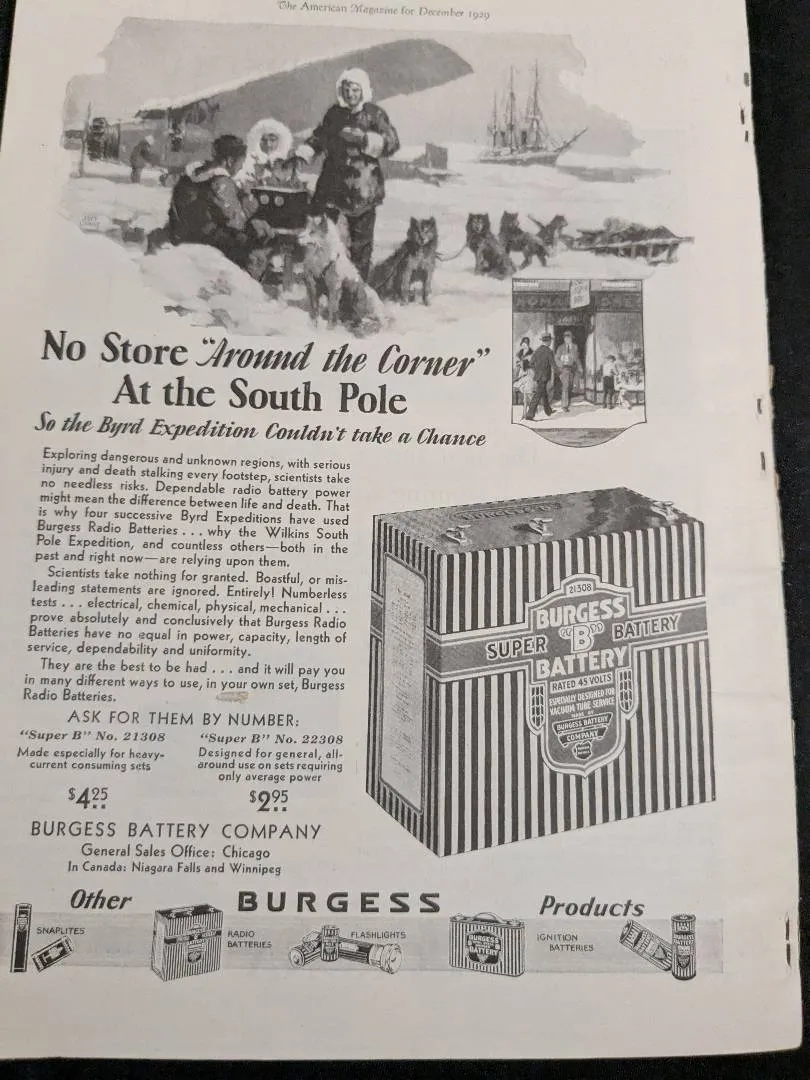 The American Magazine for December 1929
No Store "Around the Corner"
At the South Pole
So the Byrd Expedition Couldn't take a Chance
Exploring dangerous and unknown regions, with serious
injury and death stalking every footstep, scientists take
no needless risks. Dependable radio battery power
might mean the difference between life and death. That
is why four successive Byrd Expeditions have used
Burgess Radio Batteries . . . why the Wilkins South
Pole Expedition, and countless others—both in the
past and right now—are relying upon them.
Scientists take nothing for granted. Boastful, or mis-
leading statements are ignored. Entirely! Numberless
tests . . . electrical, chemical, physical, mechanical . . .
prove absolutely and conclusively that Burgess Radio
Batteries have no equal in power, capacity, length of
service, dependability and uniformity.
They are the best to be had . . . and it will pay you
in many different ways to use, in your own set, Burgess
Radio Batteries.
ASK FOR THEM BY NUMBER:
"Super B" No. 21308
Made especially for heavy-
current consuming sets
$4.25
"Super B" No. 22308
Designed for general, all-
around use on sets requiring
only average power
$2.95
BURGESS BATTERY COMPANY
General Sales Office: Chicago
In Canada: Niagara Falls and Winnipeg
21308
BURGESS
SUPER "B" BATTERY
BATTERY
RATED 45 VOLTS
ESPECIALLY DESIGNED FOR
VACUUM TUBE SERVICE
MADE BY
BURGESS BATTERY
COMPANY
Other BURGESS Products
SNAPLITES
RADIO
BATTERIES
FLASHLIGHTS
BURGESS
BATTERY
IGNITION
BATTERIES